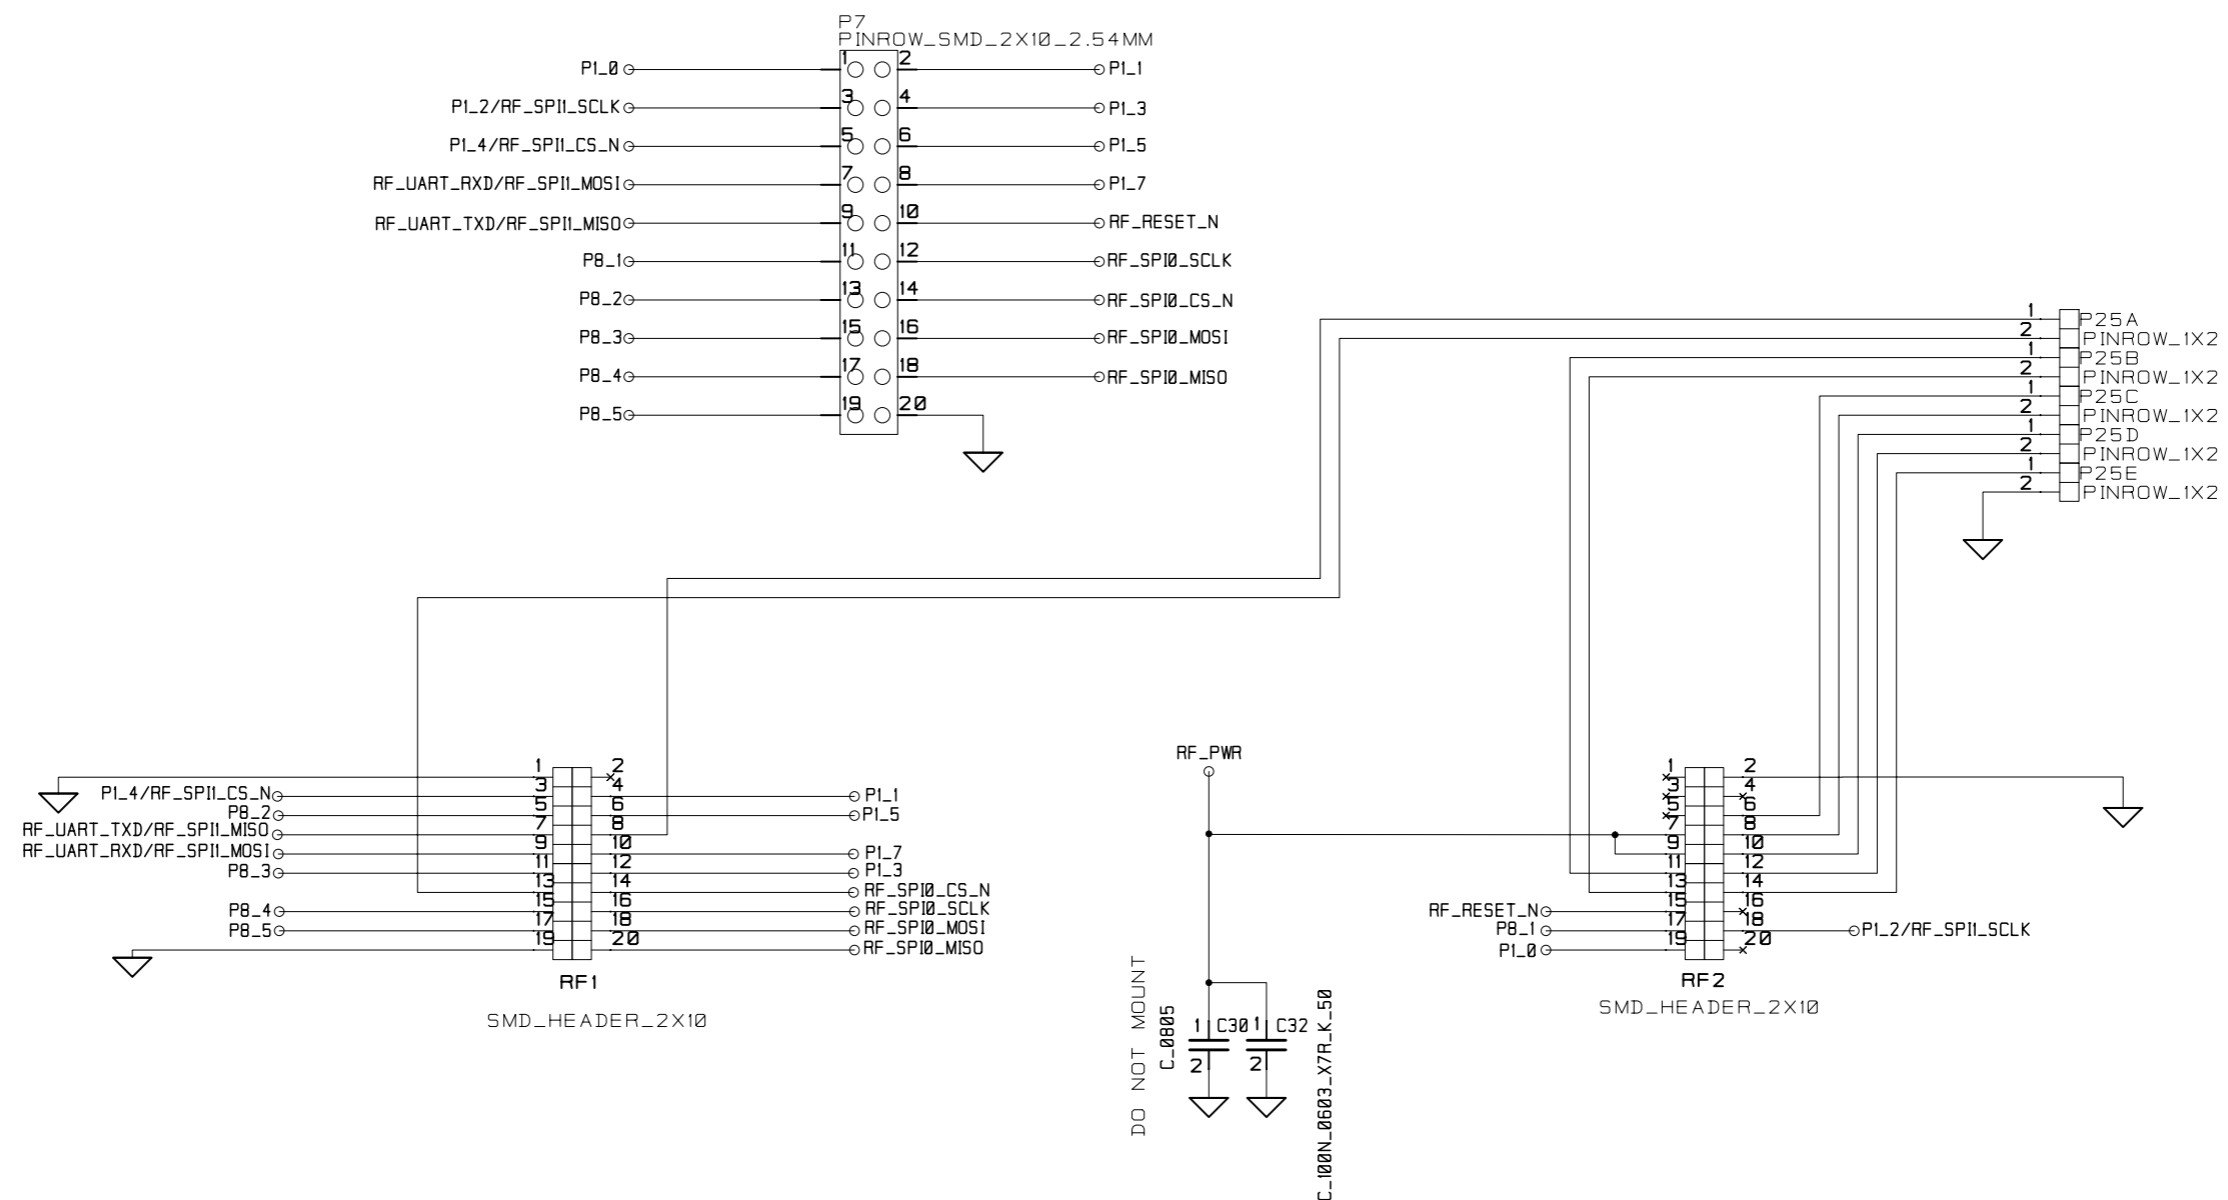 P7
PINROW_SMD_2X10_2.54MM
P1_0 1 2 P1_1
P1_2/RF_SPI1_SCLK 3 4 P1_3
P1_4/RF_SPI1_CS_N 5 6 P1_5
RF_UART_RXD/RF_SPI1_MOSI 7 8 P1_7
RF_UART_TXD/RF_SPI1_MISO 9 10 RF_RESET_N
P8_1 11 12 RF_SPI0_SCLK
P8_2 13 14 RF_SPI0_CS_N
P8_3 15 16 RF_SPI0_MOSI
P8_4 17 18 RF_SPI0_MISO
P8_5 19 20
1 P25A
2 PINROW_1X2
1 P25B
2 PINROW_1X2
1 P25C
2 PINROW_1X2
1 P25D
2 PINROW_1X2
1 P25E
2 PINROW_1X2
1 2
P1_4/RF_SPI1_CS_N 3 4 P1_1
P8_2 5 6 P1_5
RF_UART_TXD/RF_SPI1_MISO 7 8
RF_UART_RXD/RF_SPI1_MOSI 9 10 P1_7
P8_3 11 12 P1_3
13 14 RF_SPI0_CS_N
P8_4 15 16 RF_SPI0_SCLK
P8_5 17 18 RF_SPI0_MOSI
19 20 RF_SPI0_MISO
RF1
SMD_HEADER_2X10
RF_PWR
DO NOT MOUNT
C_0805
1 C30
2
1 C32
2
C_100N_0603_X7R_K_50
1 2
3 4
5 6
7 8
9 10
11 12
13 14
RF_RESET_N 15 16
P8_1 17 18 P1_2/RF_SPI1_SCLK
P1_0 19 20
RF2
SMD_HEADER_2X10